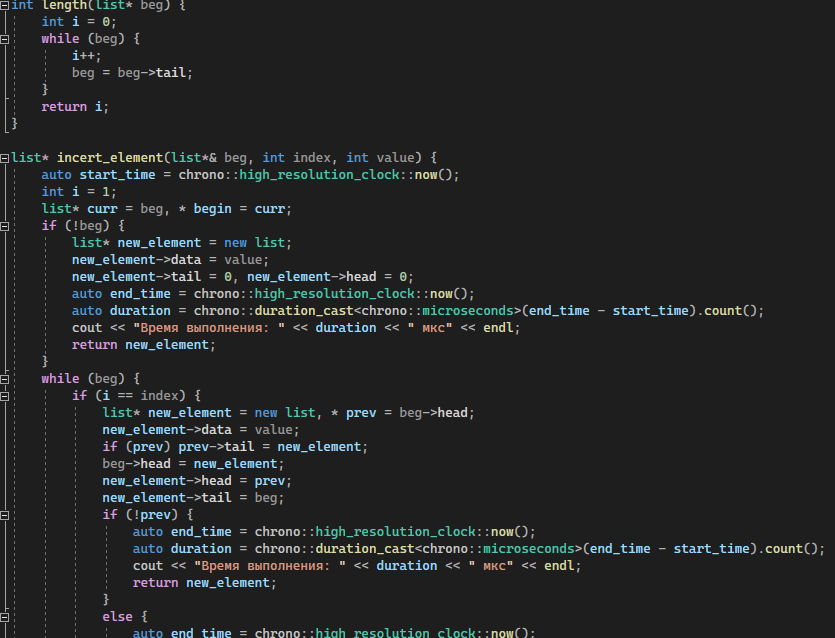 int length(list* beg) {
    int i = 0;
    while (beg) {
        i++;
        beg = beg->tail;
    }
    return i;
}

list* incert_element(list*& beg, int index, int value) {
    auto start_time = chrono::high_resolution_clock::now();
    int i = 1;
    list* curr = beg, * begin = curr;
    if (!beg) {
        list* new_element = new list;
        new_element->data = value;
        new_element->tail = 0, new_element->head = 0;
        auto end_time = chrono::high_resolution_clock::now();
        auto duration = chrono::duration_cast<chrono::microseconds>(end_time - start_time).count();
        cout << "Время выполнения: " << duration << " мкс" << endl;
        return new_element;
    }
    while (beg) {
        if (i == index) {
            list* new_element = new list, * prev = beg->head;
            new_element->data = value;
            if (prev) prev->tail = new_element;
            beg->head = new_element;
            new_element->head = prev;
            new_element->tail = beg;
            if (!prev) {
                auto end_time = chrono::high_resolution_clock::now();
                auto duration = chrono::duration_cast<chrono::microseconds>(end_time - start_time).count();
                cout << "Время выполнения: " << duration << " мкс" << endl;
                return new_element;
            }
            else {
                auto end_time = chrono::high_resolution_clock::now();